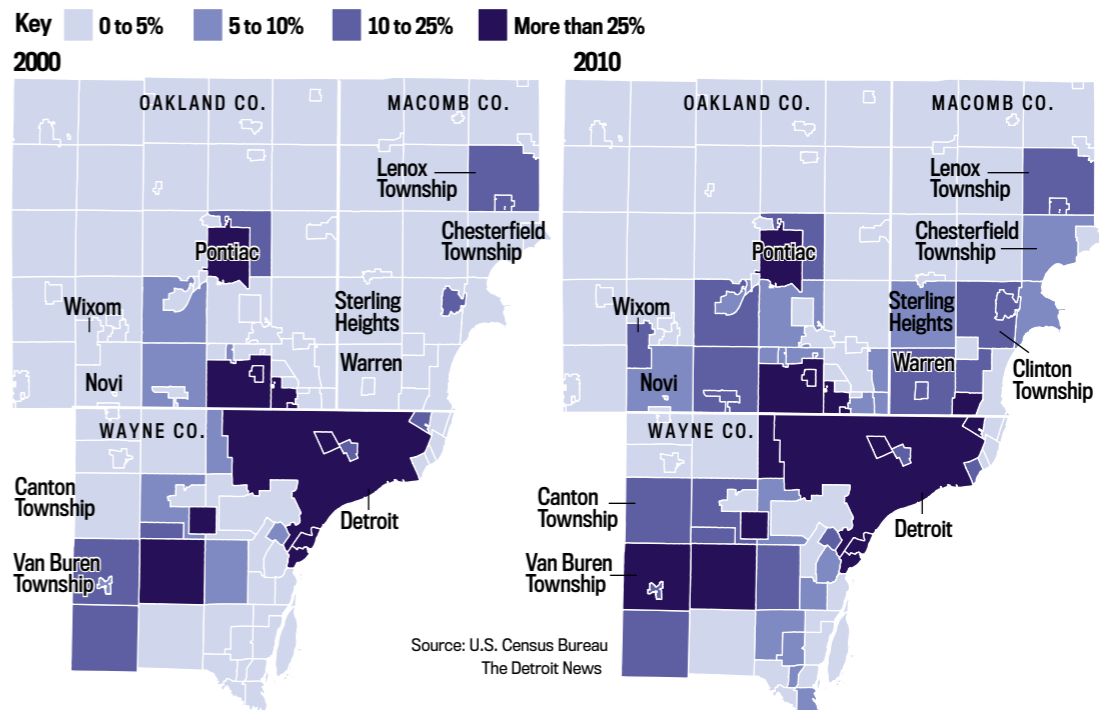 Key 0 to 5% 5 to 10% 10 to 25% More than 25%
2000
OAKLAND CO.
MACOMB CO.
Lenox
Township
Chesterfield
Township
Pontiac
Wixom
Sterling
Heights
Warren
Novi
WAYNE CO.
Canton
Township
Detroit
Van Buren
Township
2010
OAKLAND CO.
MACOMB CO.
Lenox
Township
Chesterfield
Township
Pontiac
Wixom
Sterling
Heights
Warren
Clinton
Township
Novi
WAYNE CO.
Canton
Township
Detroit
Van Buren
Township
Source: U.S. Census Bureau
The Detroit News